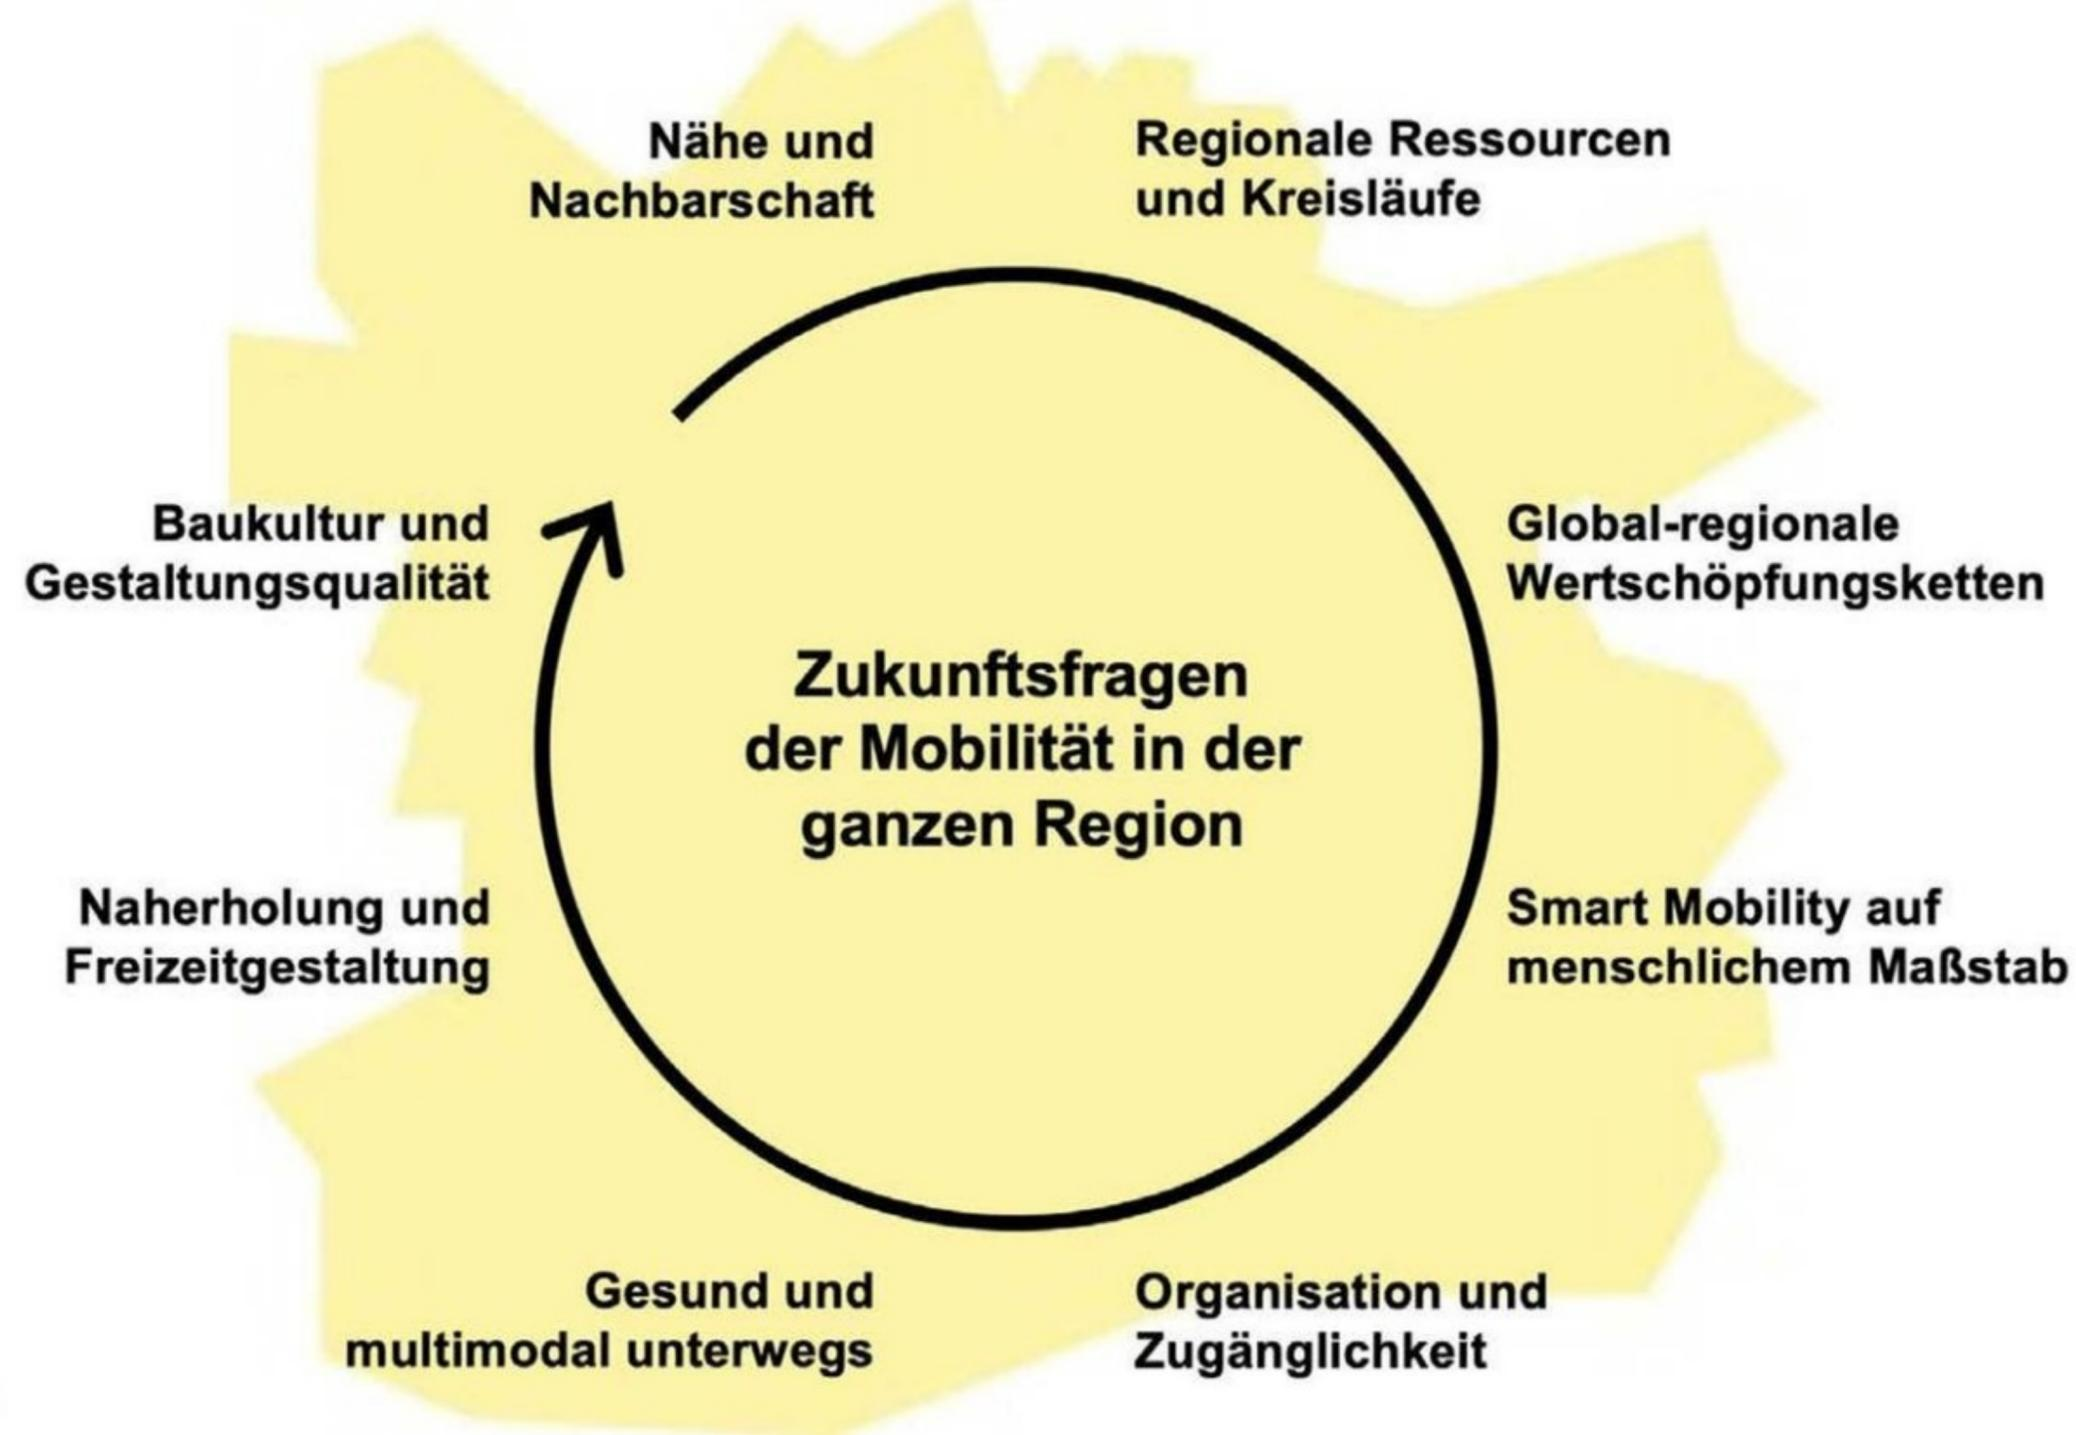 Nähe und
Nachbarschaft
Regionale Ressourcen
und Kreisläufe
Global-regionale
Wertschöpfungsketten
Smart Mobility auf
menschlichem Maßstab
Organisation und
Zugänglichkeit
Gesund und
multimodal unterwegs
Naherholung und
Freizeitgestaltung
Baukultur und
Gestaltungsqualität
Zukunftsfragen
der Mobilität in der
ganzen Region